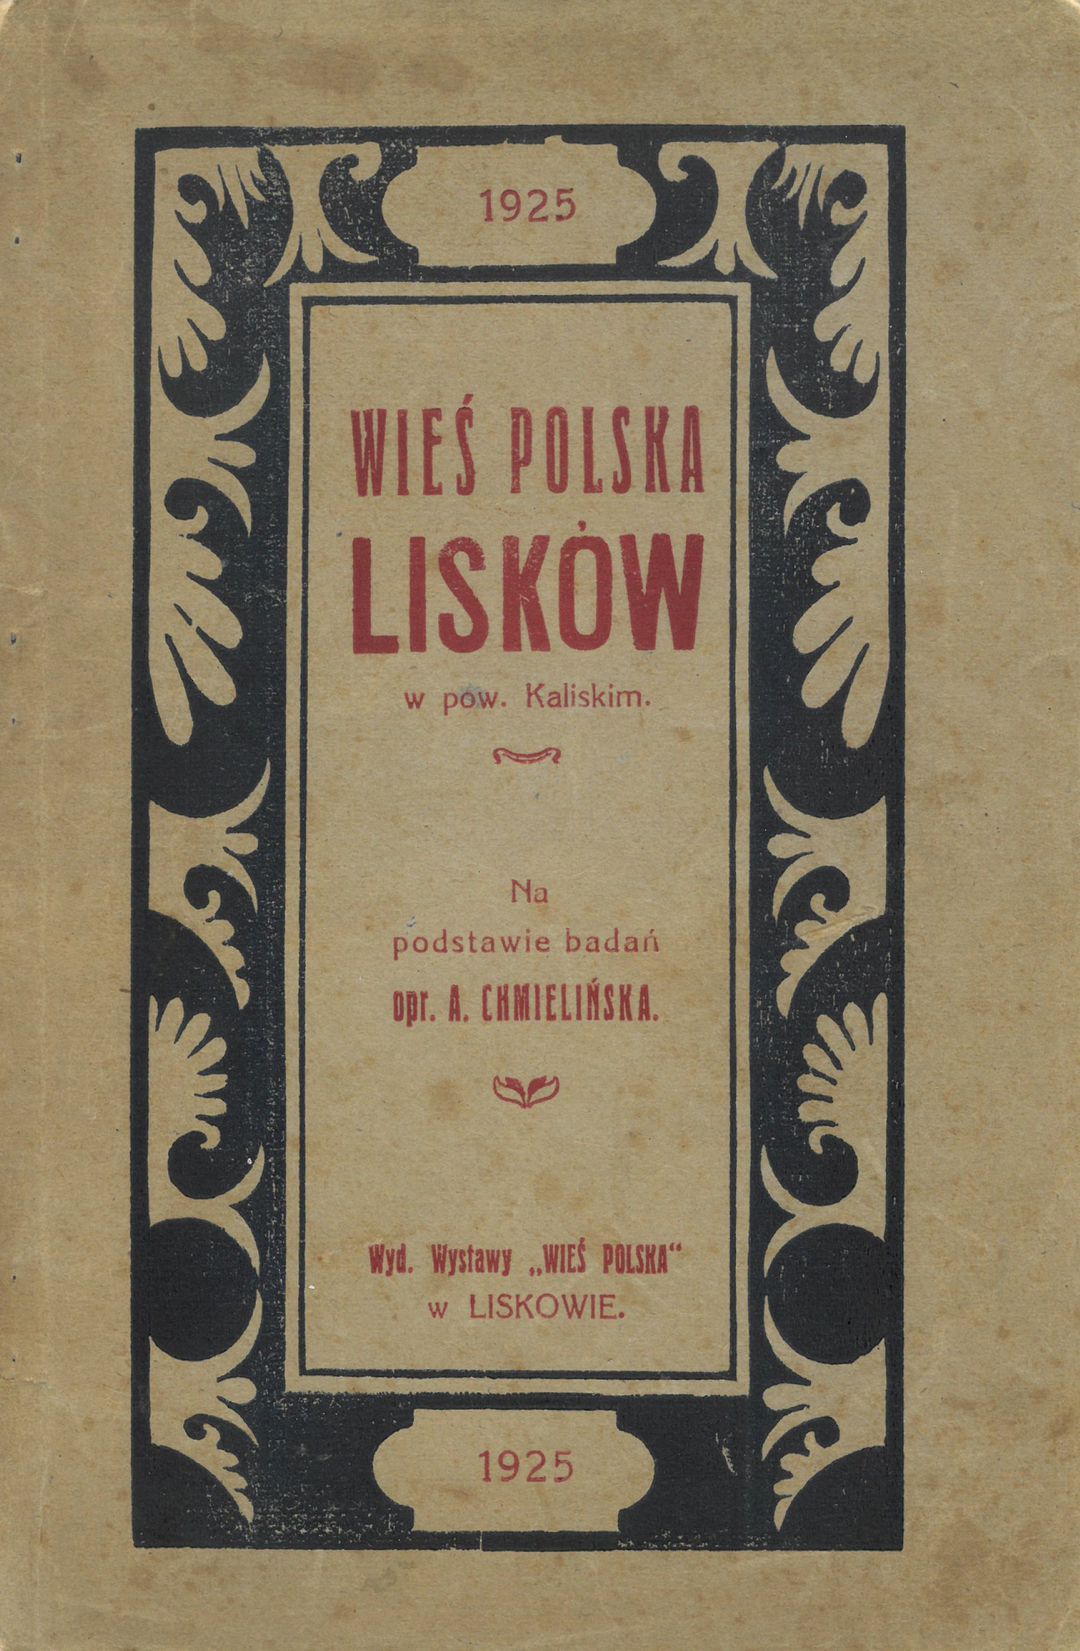 1925
WIEŚ POLSKA
LISKÓW
w pow. Kaliskim.
Na
podstawie badań
opr. A. CHMIELIŃSKA.
Wyd. Wystawy „WIEŚ POLSKA“
w LISKOWIE.
1925